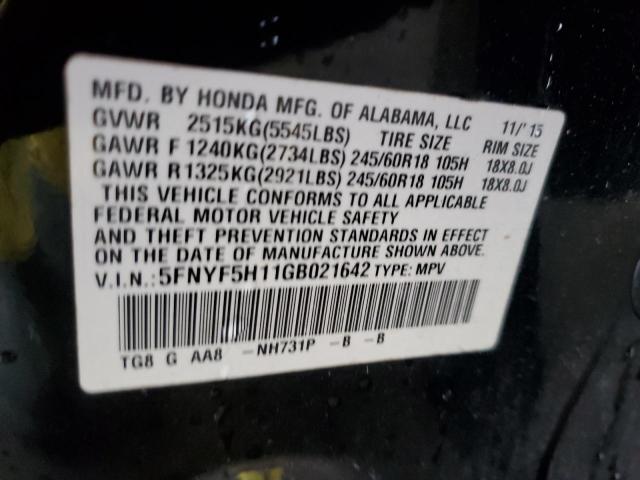 MFD. BY HONDA MFG. OF ALABAMA, LLC 11/'15
GVWR 2515KG(5545LBS) TIRE SIZE RIM SIZE
GAWR F 1240KG(2734LBS) 245/60R18 105H 18X8.0J
GAWR R 1325KG(2921LBS) 245/60R18 105H 18X8.0J
THIS VEHICLE CONFORMS TO ALL APPLICABLE
FEDERAL MOTOR VEHICLE SAFETY
AND THEFT PREVENTION STANDARDS IN EFFECT
ON THE DATE OF MANUFACTURE SHOWN ABOVE.
V.I.N.: 5FNYF5H11GB021642 TYPE: MPV
TG8 G AA8 -NH731P -B -B